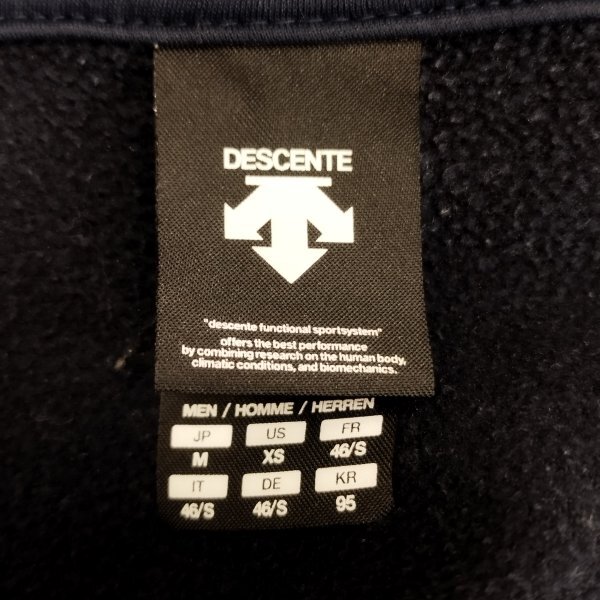 DESCENTE
"descente functional sportsystem"
offers the best performance
by combining research on the human body,
climatic conditions, and biomechanics.
MEN / HOMME / HERREN
JP US FR
M XS 46/S
IT DE KR
46/S 46/S 95